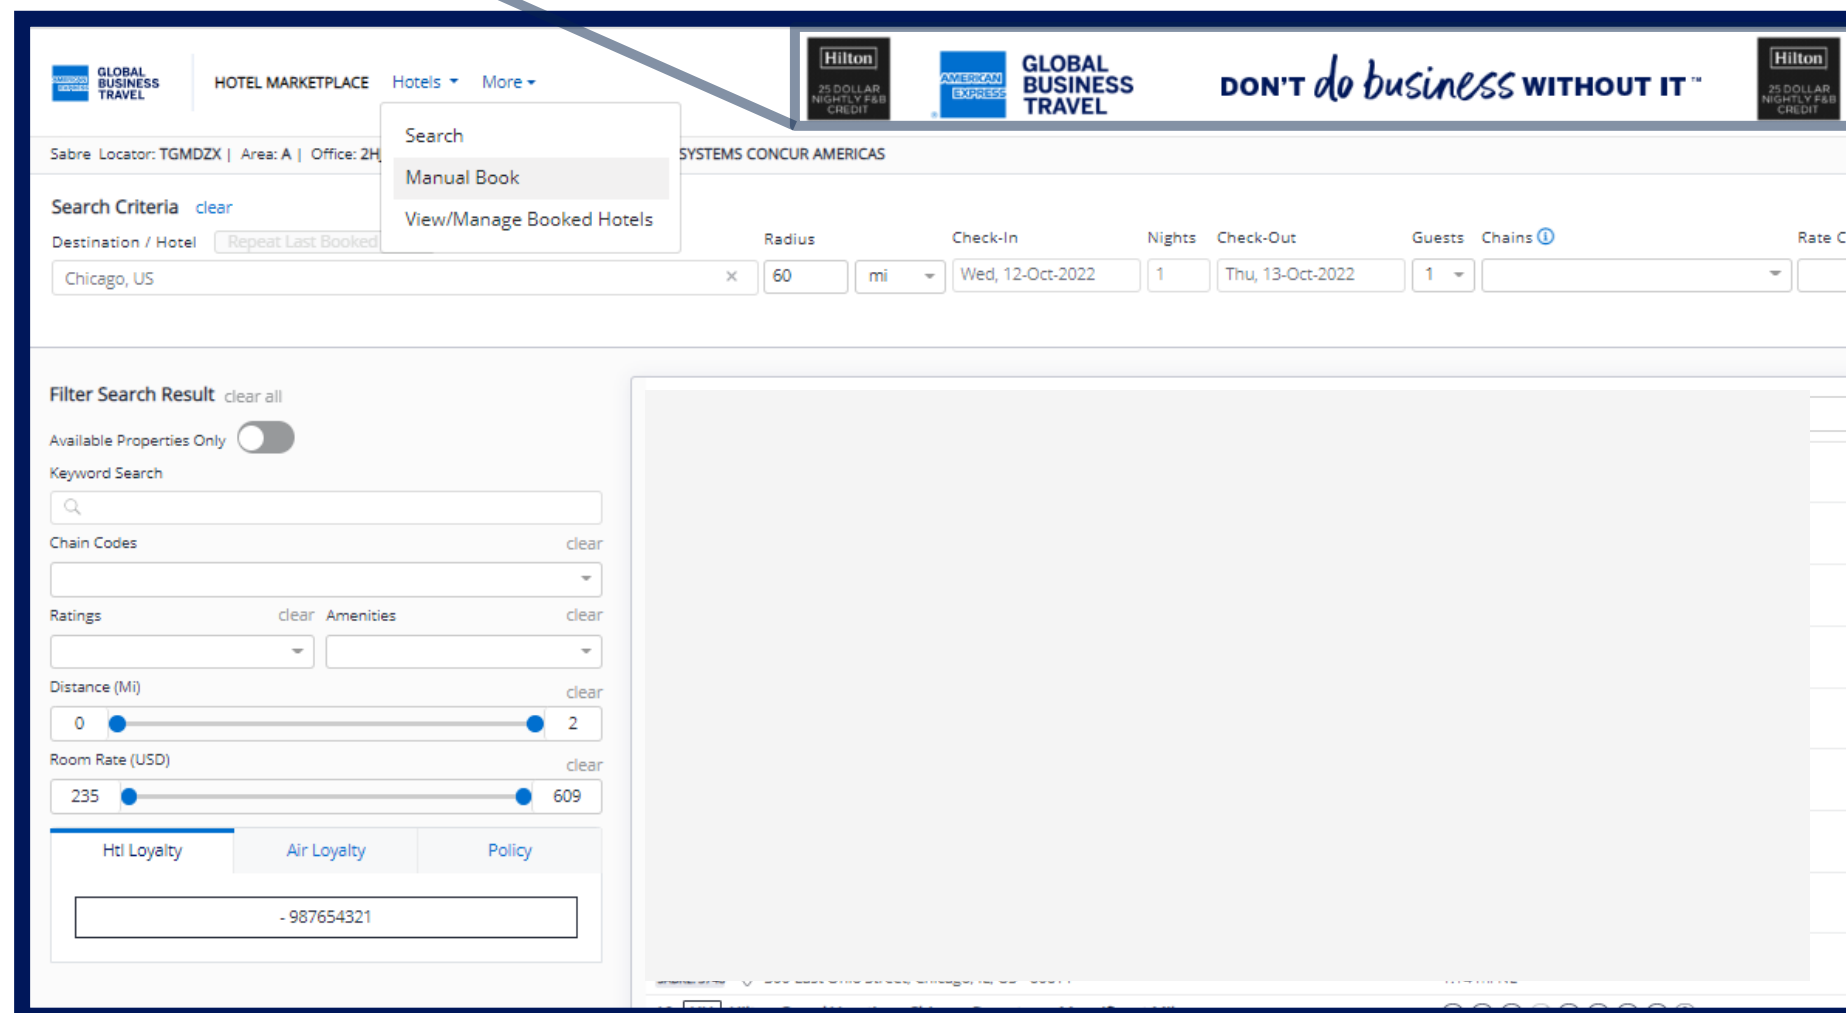 AMERICAN EXPRESS
GLOBAL
BUSINESS
TRAVEL
HOTEL MARKETPLACE Hotels More
Hilton
25 DOLLAR
NIGHTLY F&B
CREDIT
AMERICAN
EXPRESS
®
GLOBAL
BUSINESS
TRAVEL
DON'T do business WITHOUT IT™
Hilton
25 DOLLAR
NIGHTLY F&B
CREDIT
Search
Manual Book
View/Manage Booked Hotels
Sabre Locator: TGMDZX | Area: A | Office: 2H SYSTEMS CONCUR AMERICAS
Search Criteria clear
Destination / Hotel Repeat Last Booked Radius Check-In Nights Check-Out Guests Chains Rate C
Chicago, US × 60 mi Wed, 12-Oct-2022 1 Thu, 13-Oct-2022 1
Filter Search Result clear all
Available Properties Only
Keyword Search
Chain Codes clear
Ratings clear Amenities clear
Distance (Mi) clear
0 2
Room Rate (USD) clear
235 609
Htl Loyalty Air Loyalty Policy
- 987654321